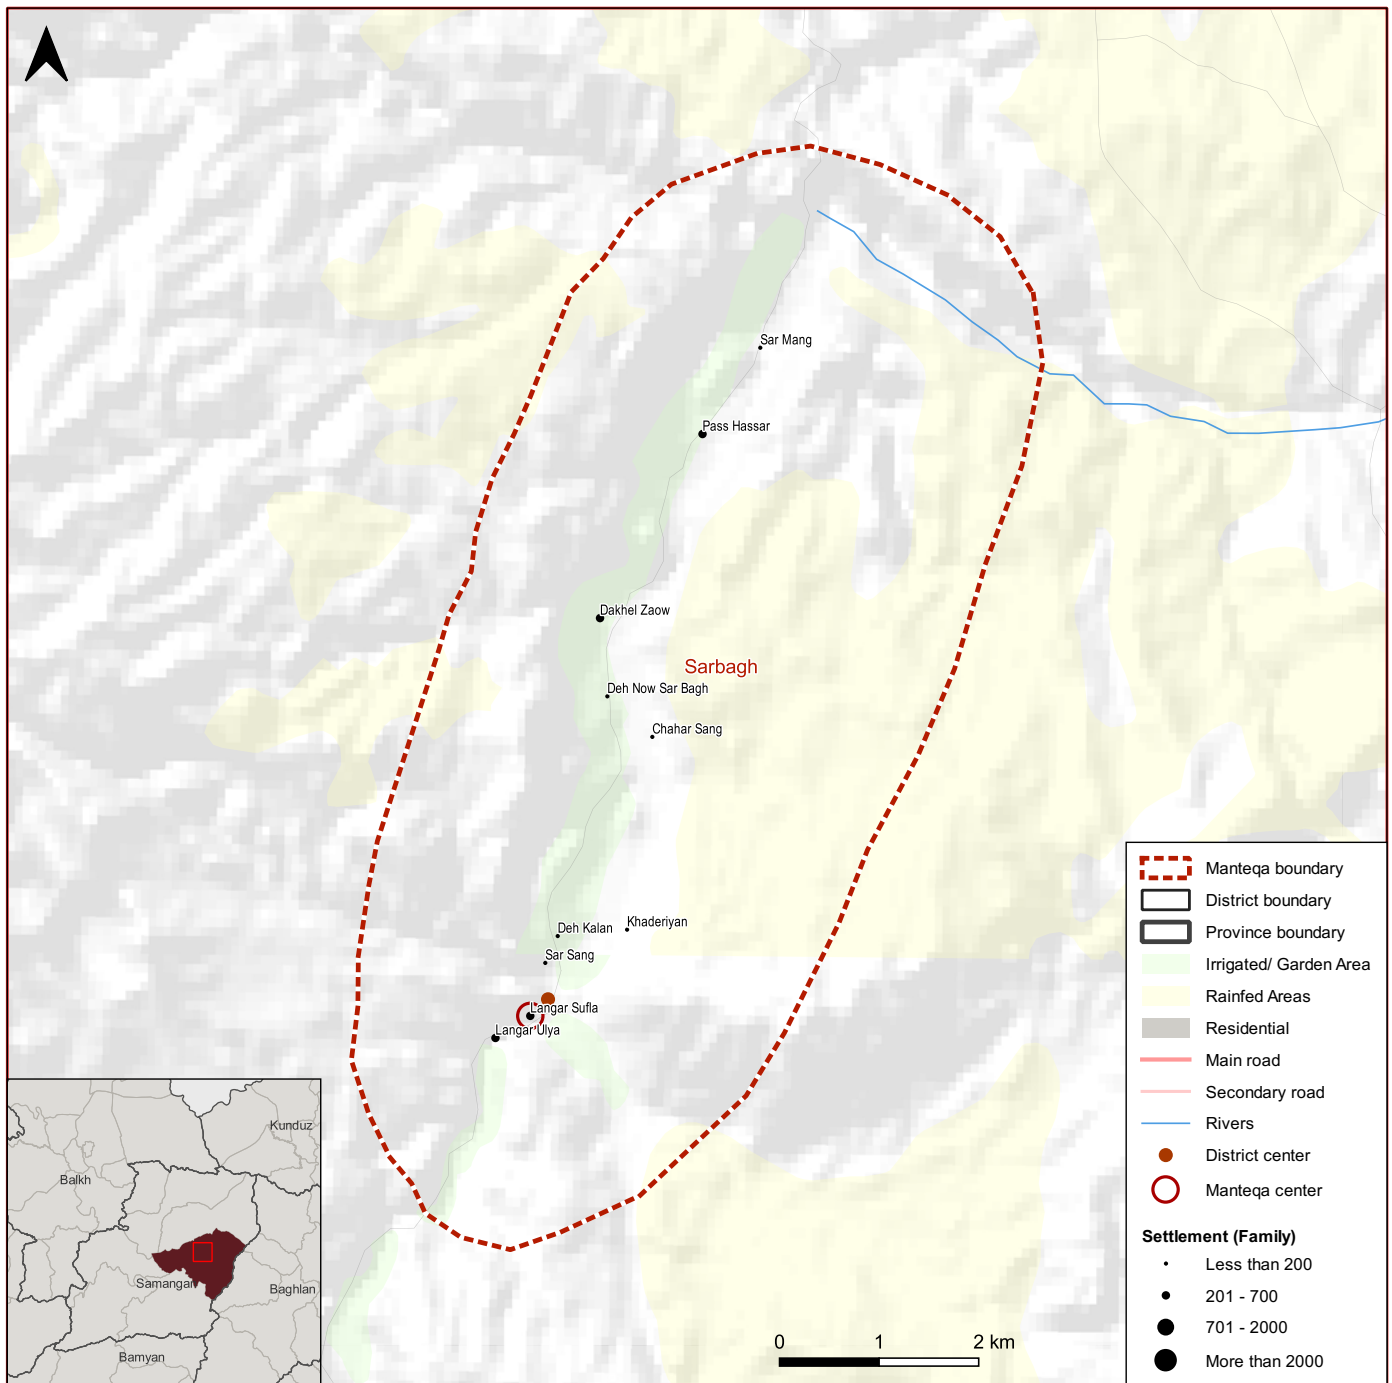 Sar Mang
Pass Hassar
Dakhel Zaow
Sarbagh
Deh Now Sar Bagh
Chahar Sang
Khaderiyan
Deh Kalan
Sar Sang
Langar Sufla
Langar Ulya
Manteqa boundary
District boundary
Province boundary
Irrigated/ Garden Area
Rainfed Areas
Residential
Main road
Secondary road
Rivers
District center
Manteqa center
Settlement (Family)
Less than 200
201 - 700
701 - 2000
More than 2000
Kunduz
Balkh
Samangan
Baghlan
Bamyan
0 1 2 km